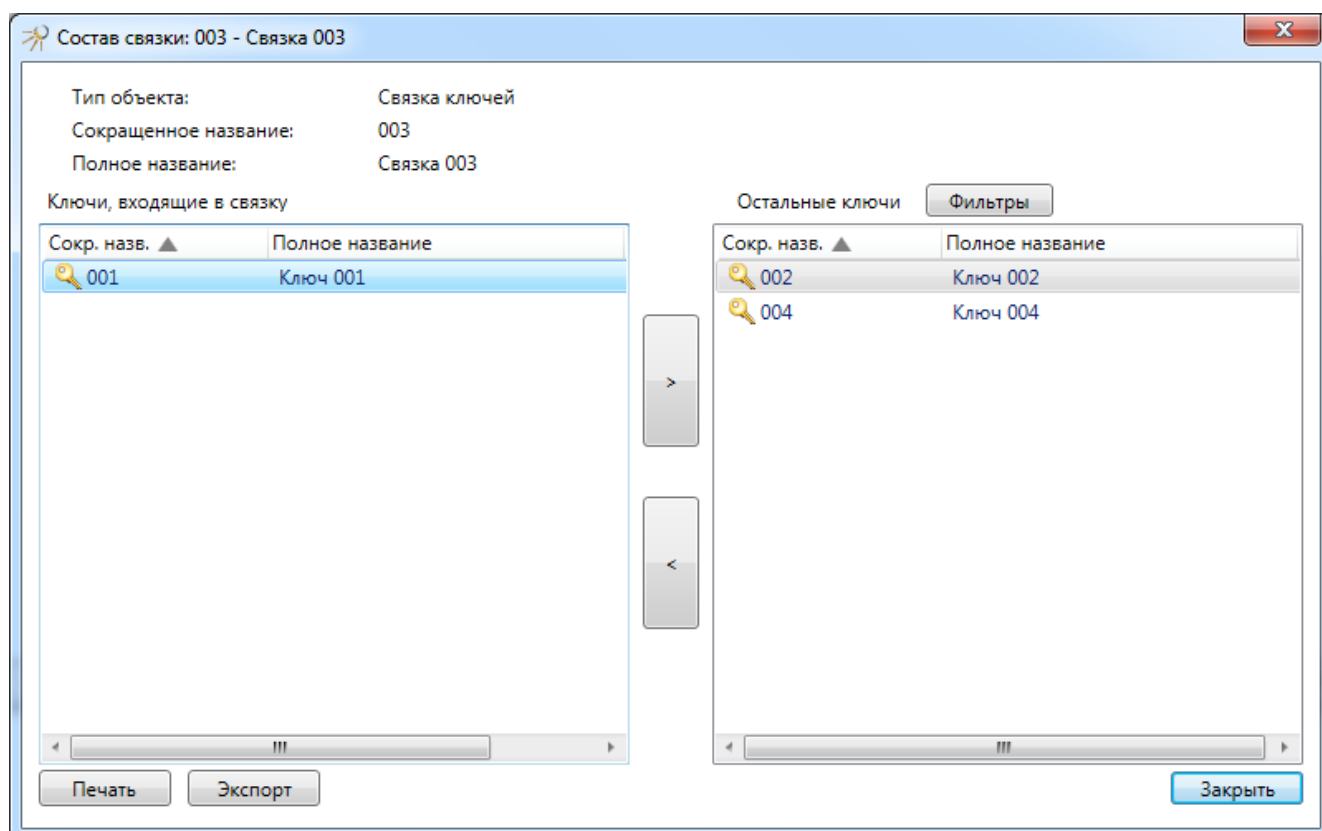 Состав связки: 003 - Связка 003
Тип объекта: Связка ключей
Сокращенное название: 003
Полное название: Связка 003
Ключи, входящие в связку
Остальные ключи Фильтры
Сокр. назв. Полное название
001 Ключ 001
>
<
Сокр. назв. Полное название
002 Ключ 002
004 Ключ 004
Печать Экспорт Закрыть